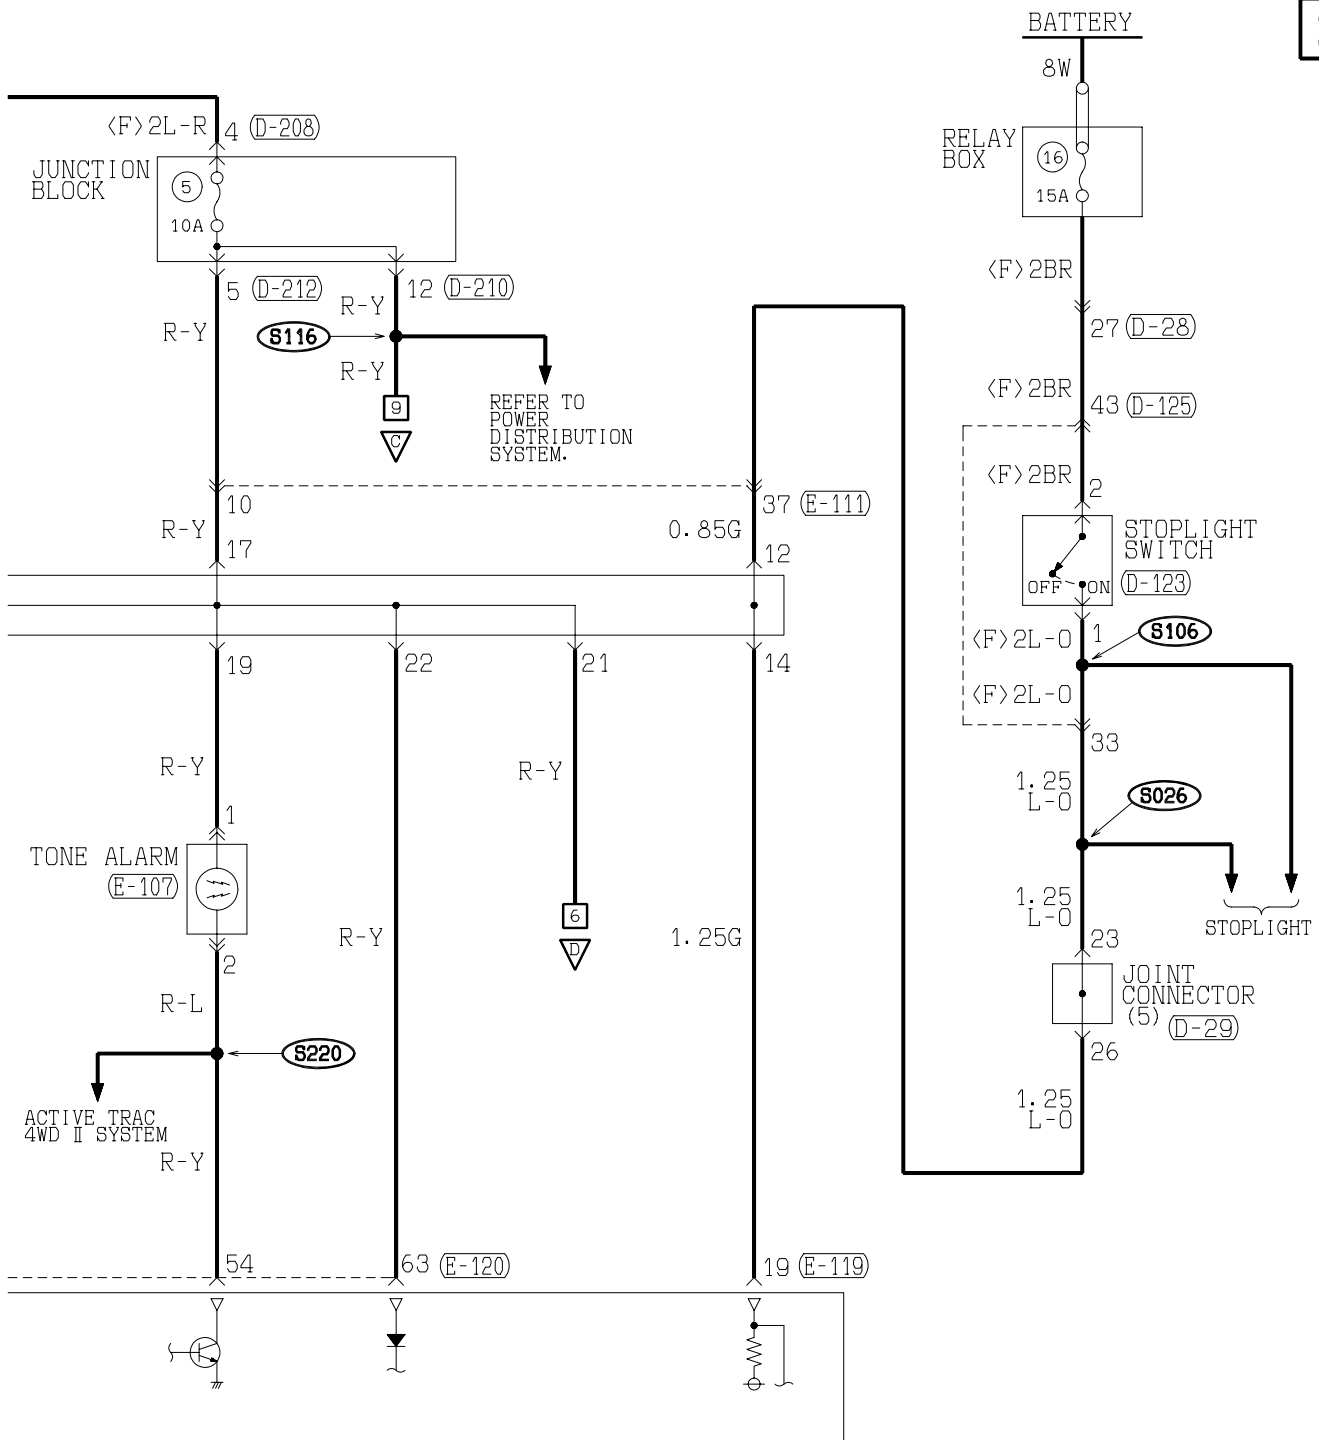 BATTERY
8W
<F>2L-R 4 (D-208)
RELAY
BOX
16
15A
JUNCTION
BLOCK
5
10A
5 (D-212)
12 (D-210)
R-Y
R-Y
S116
R-Y
9
C
REFER TO
POWER
DISTRIBUTION
SYSTEM.
<F>2BR
27 (D-28)
<F>2BR
43 (D-125)
<F>2BR
2
10
37 (E-111)
R-Y
17
0.85G
12
STOPLIGHT
SWITCH
OFF ON (D-123)
<F>2L-O 1
S106
<F>2L-O
33
19
22
21
14
R-Y
R-Y
1.25
L-O
S026
1
TONE ALARM
(E-107)
1.25
L-O
STOPLIGHT
6
D
R-Y
1.25G
23
2
R-L
JOINT
CONNECTOR
(5) (D-29)
26
S220
ACTIVE TRAC
4WD II SYSTEM
R-Y
1.25
L-O
54
63 (E-120)
19 (E-119)